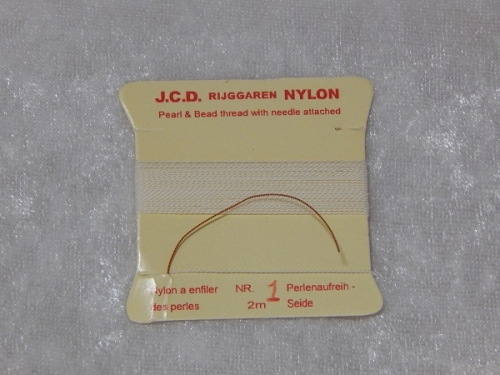 J.C.D. RIJGGAREN NYLON
Pearl & Bead thread with needle attached
Nylon a enfiler NR. 1 Perlenaufreih -
des perles 2m Seide